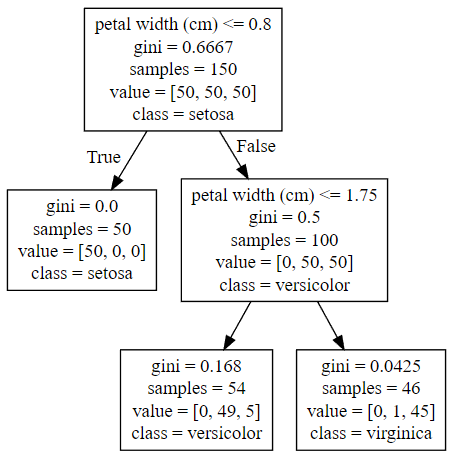 petal width (cm) <= 0.8
gini = 0.6667
samples = 150
value = [50, 50, 50]
class = setosa
True
False
gini = 0.0
samples = 50
value = [50, 0, 0]
class = setosa
petal width (cm) <= 1.75
gini = 0.5
samples = 100
value = [0, 50, 50]
class = versicolor
gini = 0.168
samples = 54
value = [0, 49, 5]
class = versicolor
gini = 0.0425
samples = 46
value = [0, 1, 45]
class = virginica